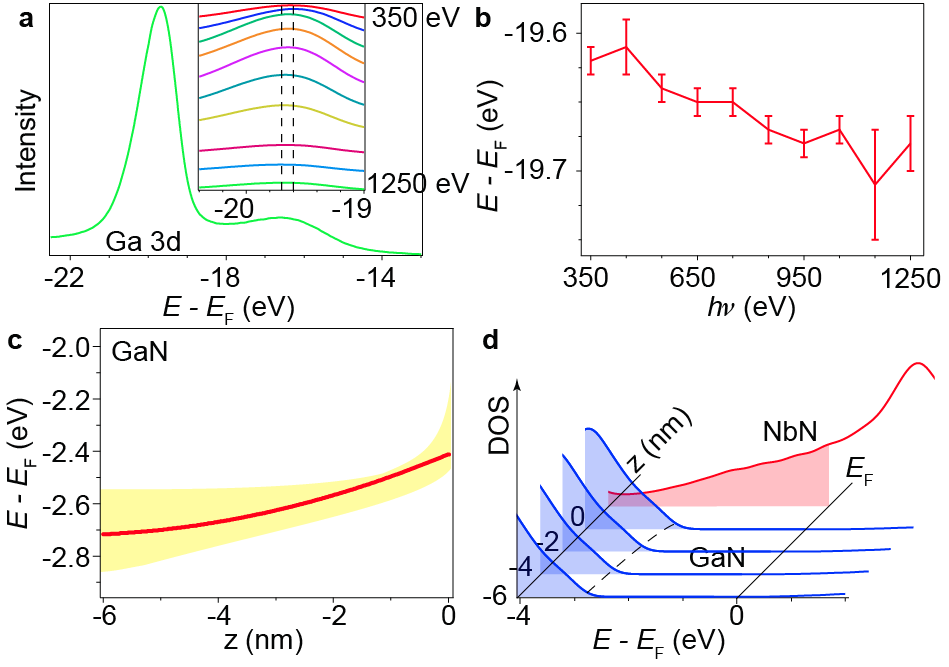 a
Intensity
Ga 3d
350 eV
1250 eV
-20
-19
-22
-18
-14
E - EF (eV)
b
E - EF (eV)
-19.6
-19.7
350
650
950
1250
hν (eV)
c
GaN
E - EF (eV)
-2.0
-2.2
-2.4
-2.6
-2.8
-6
-4
-2
0
z (nm)
d
DOS
z (nm)
NbN
EF
0
-2
-4
-6
GaN
-4
0
E - EF (eV)